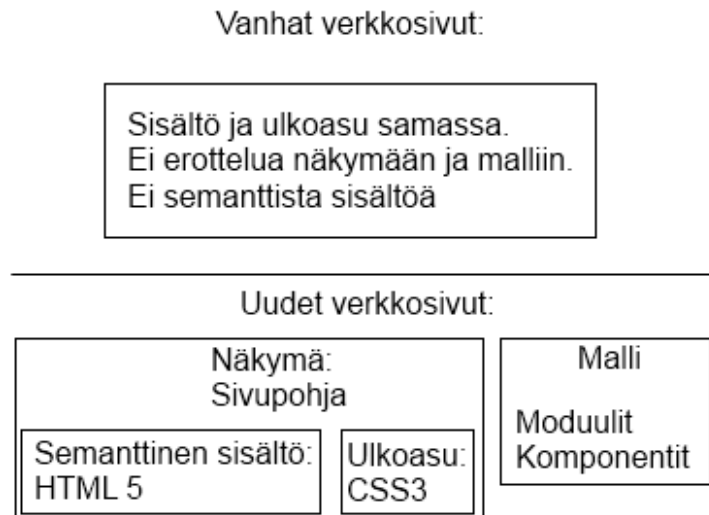 Vanhat verkkosivut:
Sisältö ja ulkoasu samassa.
Ei erottelua näkymään ja malliin.
Ei semanttista sisältöä
Uudet verkkosivut:
Näkymä:
Sivupohja
Semanttinen sisältö:
HTML 5
Ulkoasu:
CSS3
Malli
Moduulit
Komponentit